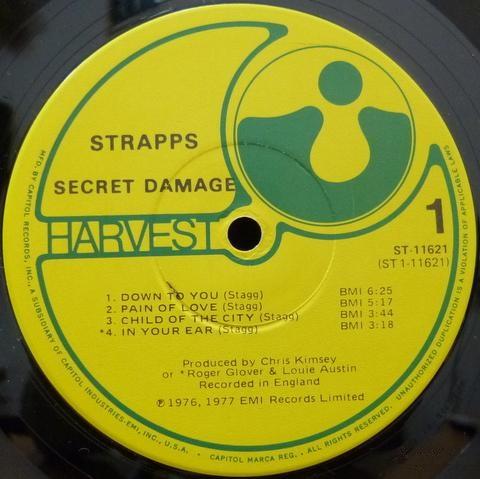 STRAPPS
SECRET DAMAGE
HARVEST
1
ST-11621
(ST1-11621)
1. DOWN TO YOU (Stagg) BMI 6:25
2. PAIN OF LOVE (Stagg) BMI 5:17
3. CHILD OF THE CITY (Stagg) BMI 3:44
*4. IN YOUR EAR (Stagg) BMI 3:18
Produced by Chris Kimsey
or *Roger Glover & Louie Austin
Recorded in England
℗ 1976, 1977 EMI Records Limited
MFD. BY CAPITOL RECORDS, INC., A SUBSIDIARY OF CAPITOL INDUSTRIES-EMI, INC., U.S.A. • CAPITOL MARCA REG. • ALL RIGHTS RESERVED. UNAUTHORIZED DUPLICATION IS A VIOLATION OF APPLICABLE LAWS